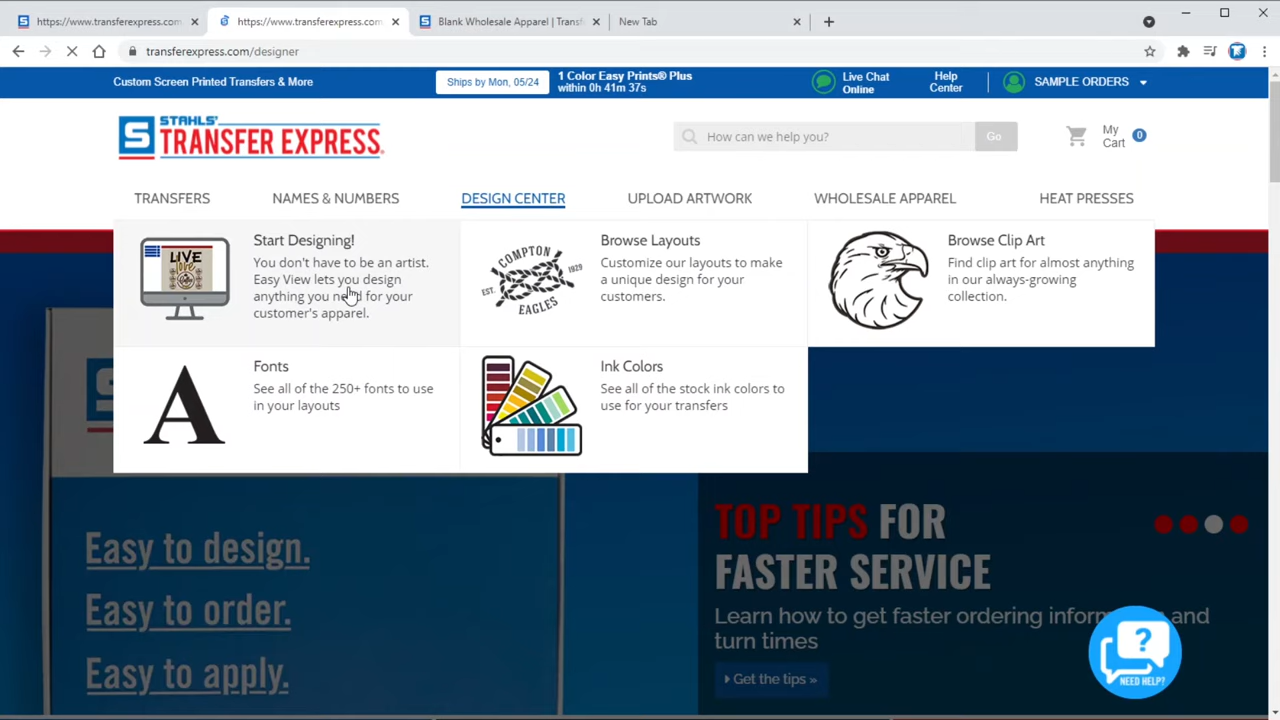 https://www.transferexpress.com
https://www.transferexpress.com
Blank Wholesale Apparel | Transf
New Tab
transferexpress.com/designer
Custom Screen Printed Transfers & More
Ships by Mon, 05/24
1 Color Easy Prints® Plus
within 0h 41m 37s
Live Chat
Online
Help
Center
SAMPLE ORDERS
STAHLS'
TRANSFER EXPRESS
How can we help you?
Go
My
Cart
0
TRANSFERS
NAMES & NUMBERS
DESIGN CENTER
UPLOAD ARTWORK
WHOLESALE APPAREL
HEAT PRESSES
LIVE
love
Start Designing!
You don't have to be an artist.
Easy View lets you design
anything you need for your
customer's apparel.
COMPTON
EST.
1929
EAGLES
Browse Layouts
Customize our layouts to make
a unique design for your
customers.
Browse Clip Art
Find clip art for almost anything
in our always-growing
collection.
A
Fonts
See all of the 250+ fonts to use
in your layouts
Ink Colors
See all of the stock ink colors to
use for your transfers
Easy to design.
Easy to order.
Easy to apply.
TOP TIPS FOR
FASTER SERVICE
Learn how to get faster ordering information and
turn times
Get the tips »
?
NEED HELP?